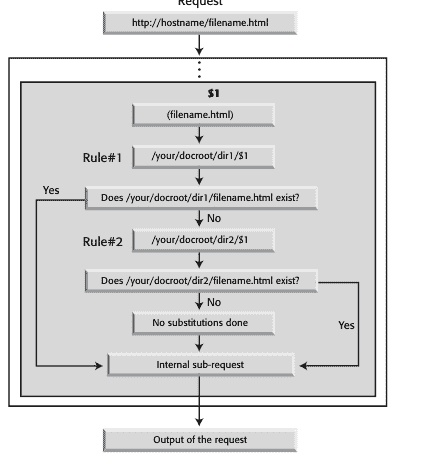 Request
http://hostname/filename.html
$1
(filename.html)
Rule#1
/your/docroot/dir1/$1
Yes
Does /your/docroot/dir1/filename.html exist?
No
Rule#2
/your/docroot/dir2/$1
Does /your/docroot/dir2/filename.html exist?
No
No substitutions done
Yes
Internal sub-request
Output of the request